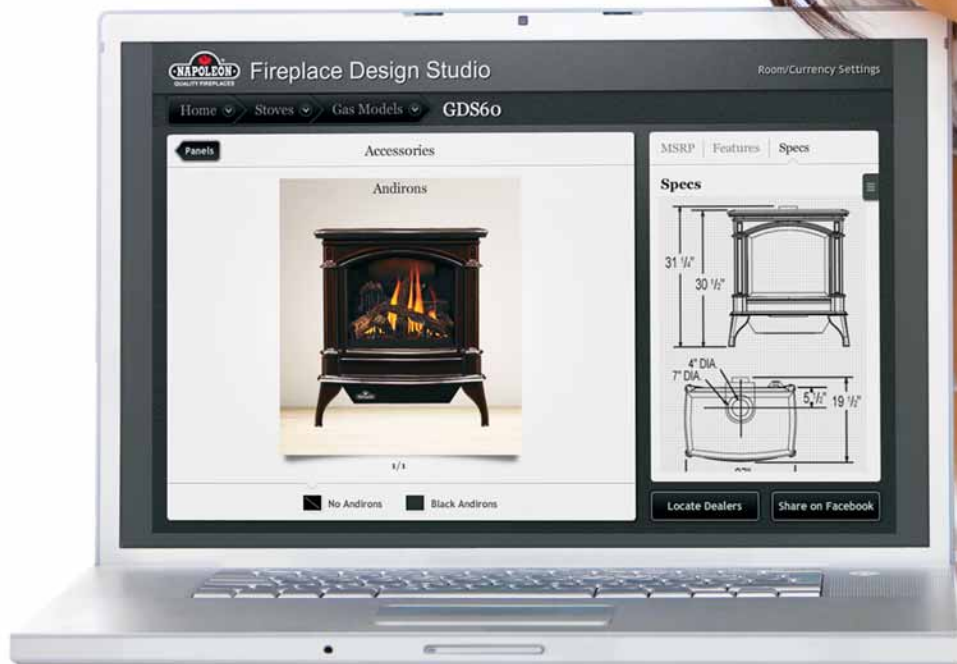 NAPOLEON
QUALITY FIREPLACES
Fireplace Design Studio
Room/Currency Settings
Home
Stoves
Gas Models
GDS60
Panels
Accessories
Andirons
NAPOLEON
1/1
No Andirons
Black Andirons
MSRP
Features
Specs
Specs
31 ¼"
30 ½"
4" DIA.
7" DIA.
5 ½"
19 ½"
Locate Dealers
Share on Facebook